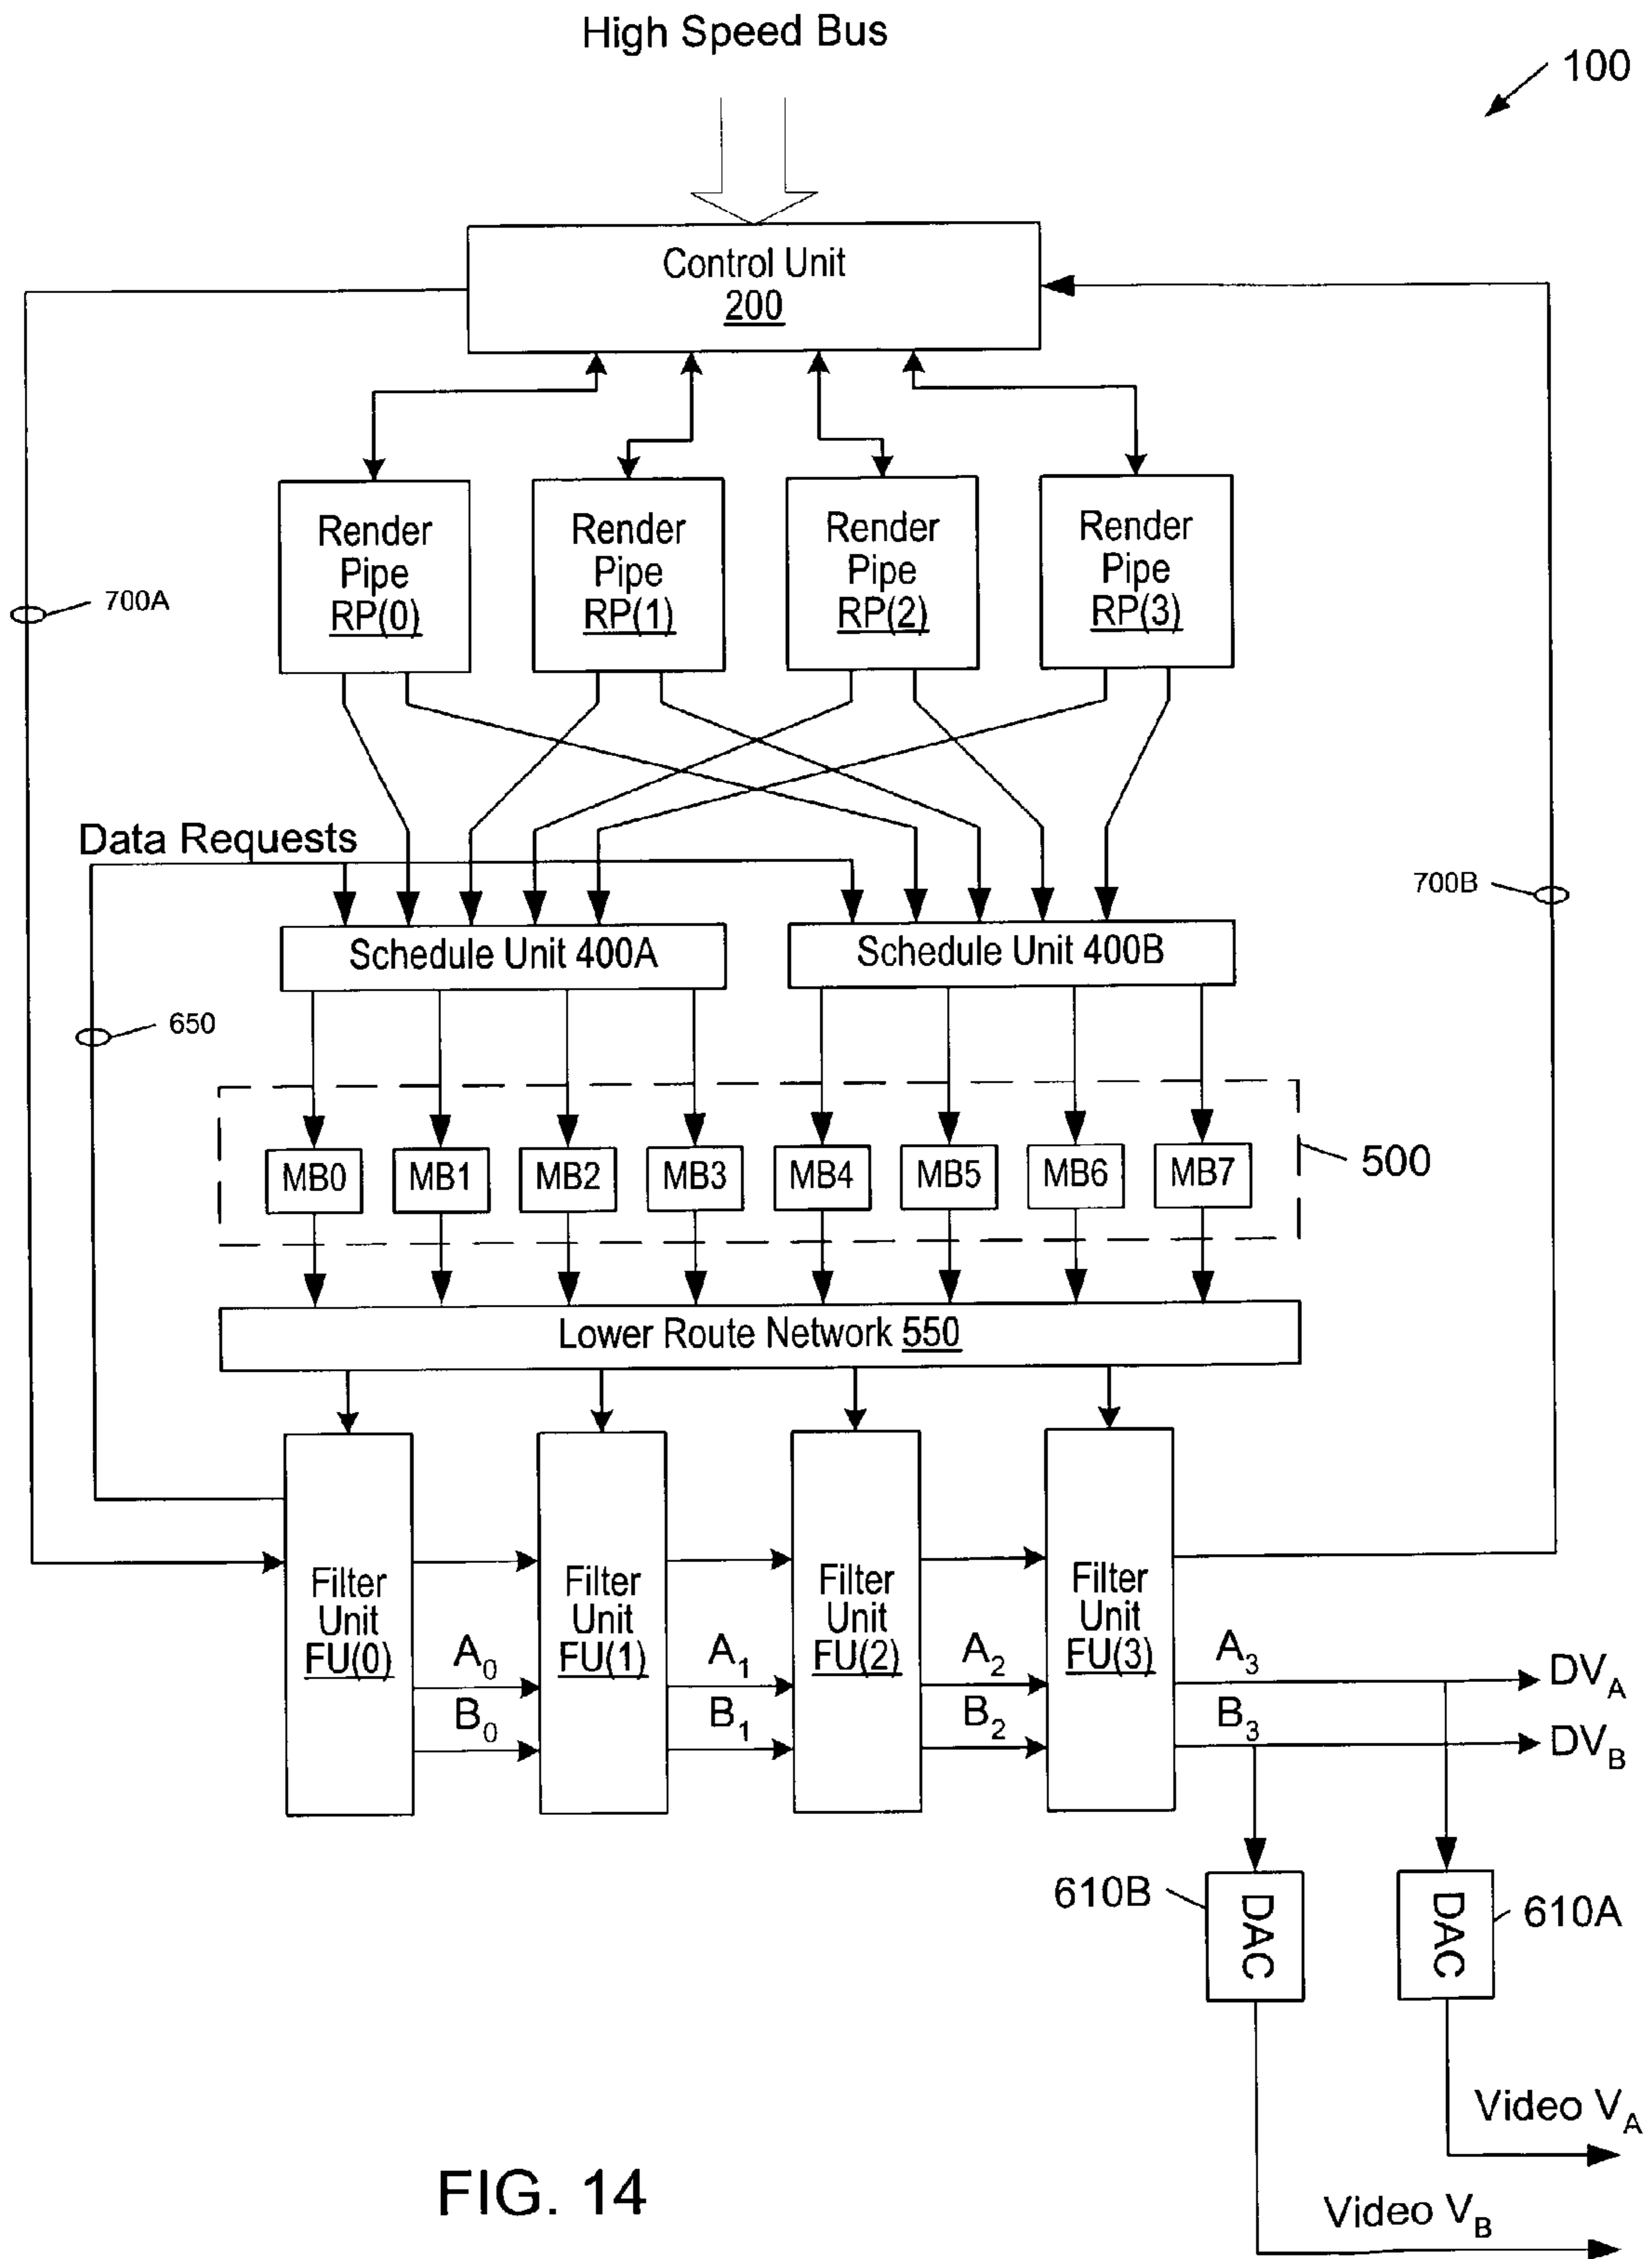 High Speed Bus
100
Control Unit
200
Render
Pipe
RP(0)
Render
Pipe
RP(1)
Render
Pipe
RP(2)
Render
Pipe
RP(3)
700A
Data Requests
700B
Schedule Unit 400A
Schedule Unit 400B
650
MB0
MB1
MB2
MB3
MB4
MB5
MB6
MB7
500
Lower Route Network 550
Filter
Unit
FU(0)
Filter
Unit
FU(1)
Filter
Unit
FU(2)
Filter
Unit
FU(3)
A0
A1
A2
A3
DVA
B0
B1
B2
B3
DVB
610B
DAC
DAC
610A
Video VA
Video VB
FIG. 14